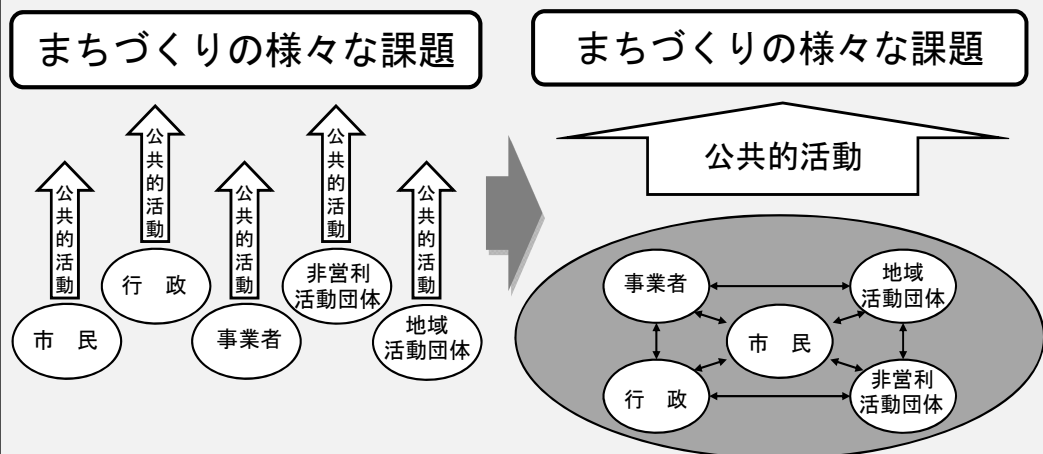 まちづくりの様々な課題
公共的活動
公共的活動
公共的活動
公共的活動
公共的活動
市　民
行　政
事業者
非営利
活動団体
地域
活動団体
まちづくりの様々な課題
公共的活動
事業者
地域
活動団体
市　民
行　政
非営利
活動団体